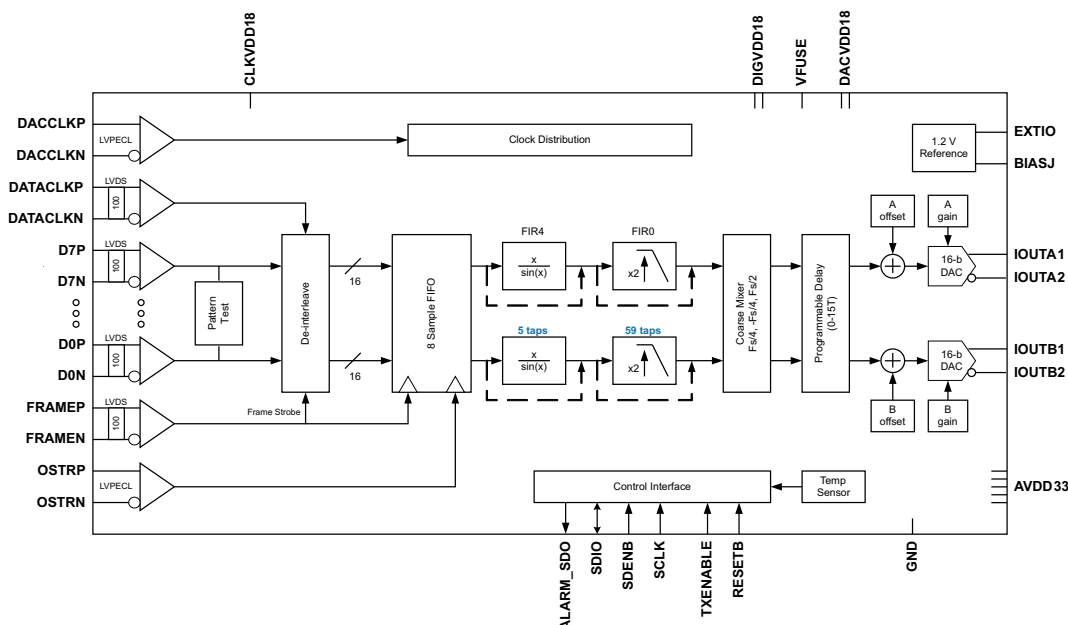 CLKVDD18
DIGVDD18
VFUSE
DACVDD18
DACCLKP
LVPECL
DACCLKN
Clock Distribution
1.2 V
Reference
EXTIO
BIASJ
DATACLKP
LVDS
100
DATACLKN
D7P
LVDS
100
D7N
D0P
LVDS
100
D0N
Pattern
Test
De-interleave
16
16
8 Sample FIFO
FIR4
x
sin(x)
FIR0
x2
5 taps
x
sin(x)
59 taps
x2
Coarse Mixer
Fs/4, -Fs/4, Fs/2
Programmable Delay
(0-15T)
A
offset
A
gain
16-b
DAC
IOUTA1
IOUTA2
16-b
DAC
IOUTB1
IOUTB2
B
offset
B
gain
FRAMEP
LVDS
100
FRAMEN
Frame Strobe
OSTRP
LVPECL
OSTRN
Control Interface
Temp
Sensor
AVDD33
ALARM_SDO
SDIO
SDENB
SCLK
TXENABLE
RESETB
GND